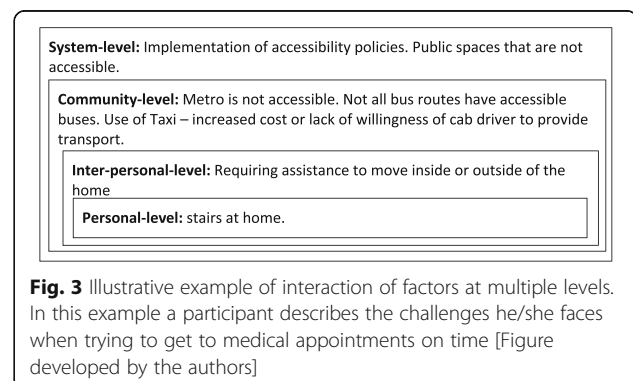 System-level: Implementation of accessibility policies. Public spaces that are not
accessible.
Community-level: Metro is not accessible. Not all bus routes have accessible
buses. Use of Taxi – increased cost or lack of willingness of cab driver to provide
transport.
Inter-personal-level: Requiring assistance to move inside or outside of the
home
Personal-level: stairs at home.
Fig. 3 Illustrative example of interaction of factors at multiple levels.
In this example a participant describes the challenges he/she faces
when trying to get to medical appointments on time [Figure
developed by the authors]